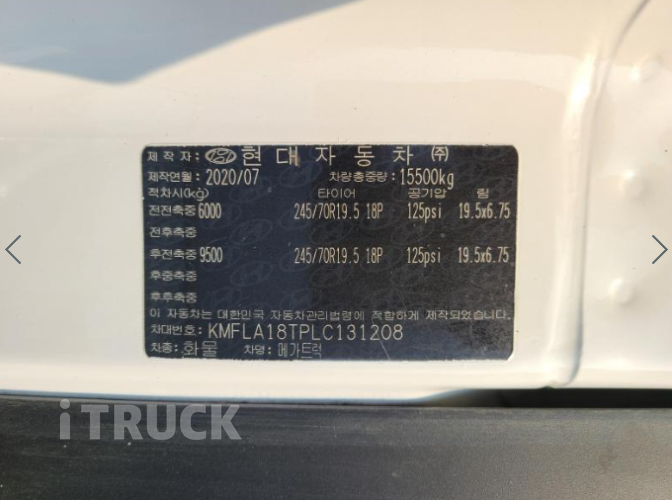 제작자: 현대자동차 ㈜
제작연월: 2020/07 차량총중량: 15500kg
적차시(kg) 타이어 공기압 림
전전축중 6000 245/70R19.5 18P 125psi 19.5x6.75
전후축중
후전축중 9500 245/70R19.5 18P 125psi 19.5x6.75
후중축중
후후축중
이 자동차는 대한민국 자동차관리법령에 적합하게 제작되었습니다.
차대번호: KMFLA18TPLC131208
차종: 화물 차명: 메가트럭
iTRUCK